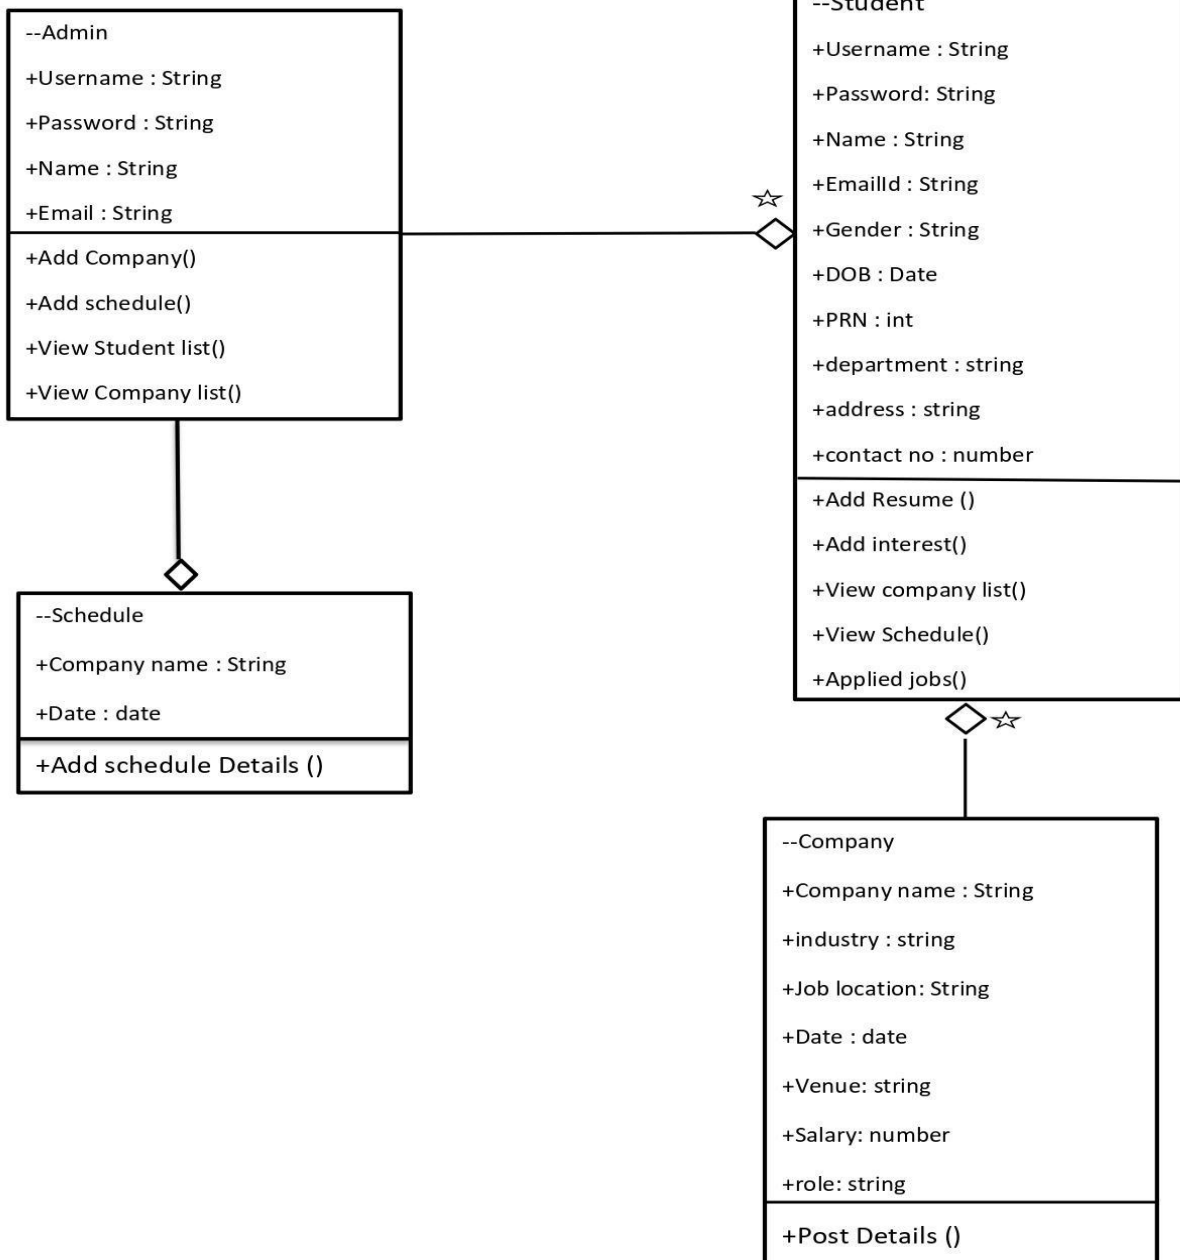 --Admin
+Username : String
+Password : String
+Name : String
+Email : String
+Add Company()
+Add schedule()
+View Student list()
+View Company list()
--Student
+Username : String
+Password: String
+Name : String
+EmailId : String
+Gender : String
+DOB : Date
+PRN : int
+department : string
+address : string
+contact no : number
+Add Resume ()
+Add interest()
+View company list()
+View Schedule()
+Applied jobs()
--Schedule
+Company name : String
+Date : date
+Add schedule Details ()
--Company
+Company name : String
+industry : string
+Job location: String
+Date : date
+Venue: string
+Salary: number
+role: string
+Post Details ()